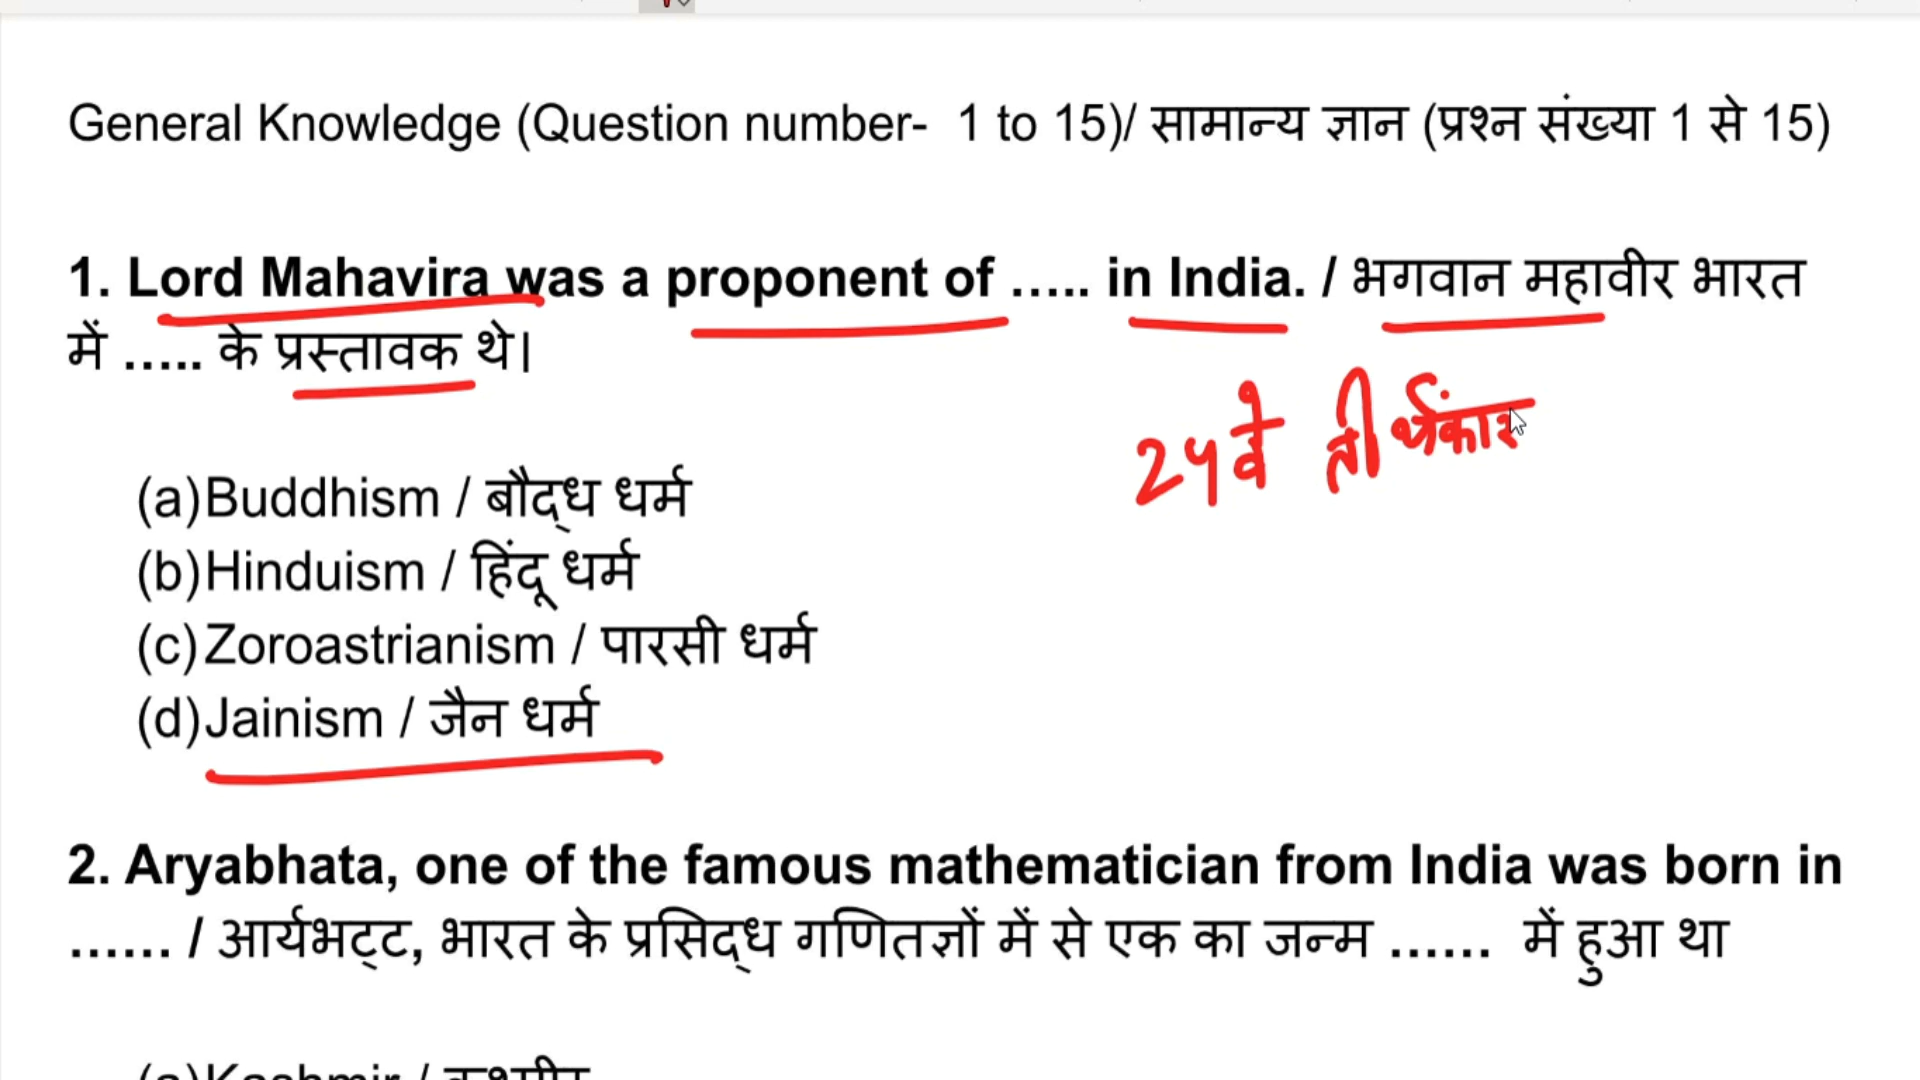 General Knowledge (Question number- 1 to 15)/ सामान्य ज्ञान (प्रश्न संख्या 1 से 15)
1. Lord Mahavira was a proponent of ..... in India. / भगवान महावीर भारत
में ..... के प्रस्तावक थे।
24वे तीर्थंकार
(a)Buddhism / बौद्ध धर्म
(b)Hinduism / हिंदू धर्म
(c)Zoroastrianism / पारसी धर्म
(d)Jainism / जैन धर्म
2. Aryabhata, one of the famous mathematician from India was born in
...... / आर्यभट्ट, भारत के प्रसिद्ध गणितज्ञों में से एक का जन्म ...... में हुआ था
(a)Kashmir / कश्मीर